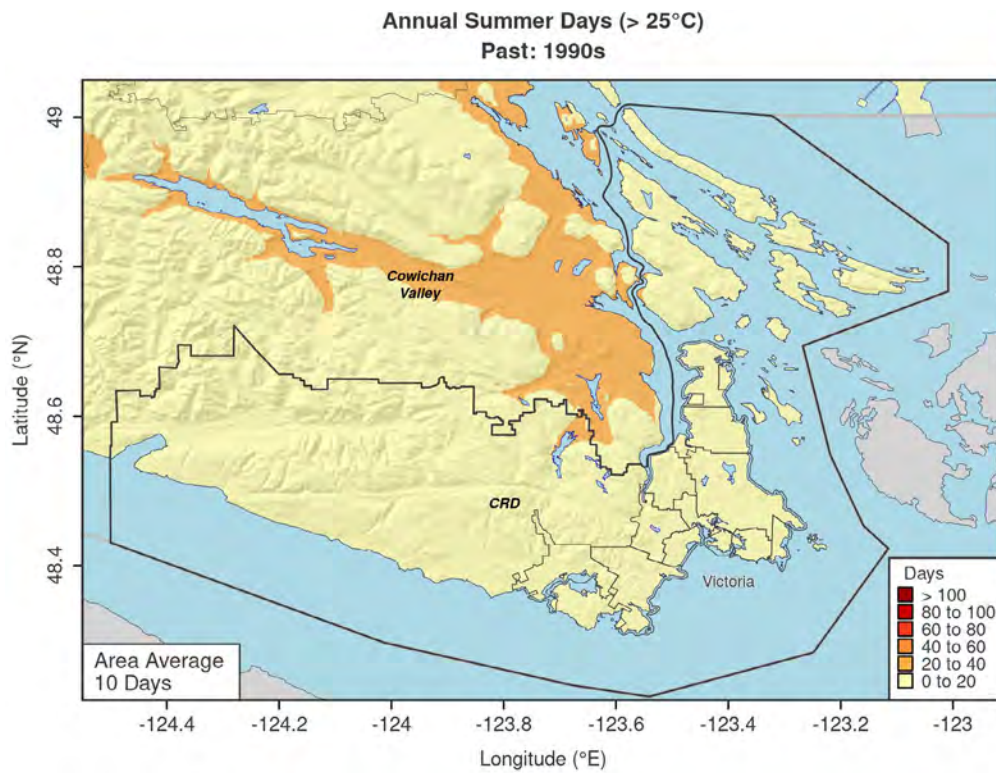 Annual Summer Days (> 25°C)
Past: 1990s
Latitude (°N)
49
48.8
48.6
48.4
Cowichan
Valley
CRD
Victoria
Area Average
10 Days
Days
> 100
80 to 100
60 to 80
40 to 60
20 to 40
0 to 20
-124.4 -124.2 -124 -123.8 -123.6 -123.4 -123.2 -123
Longitude (°E)